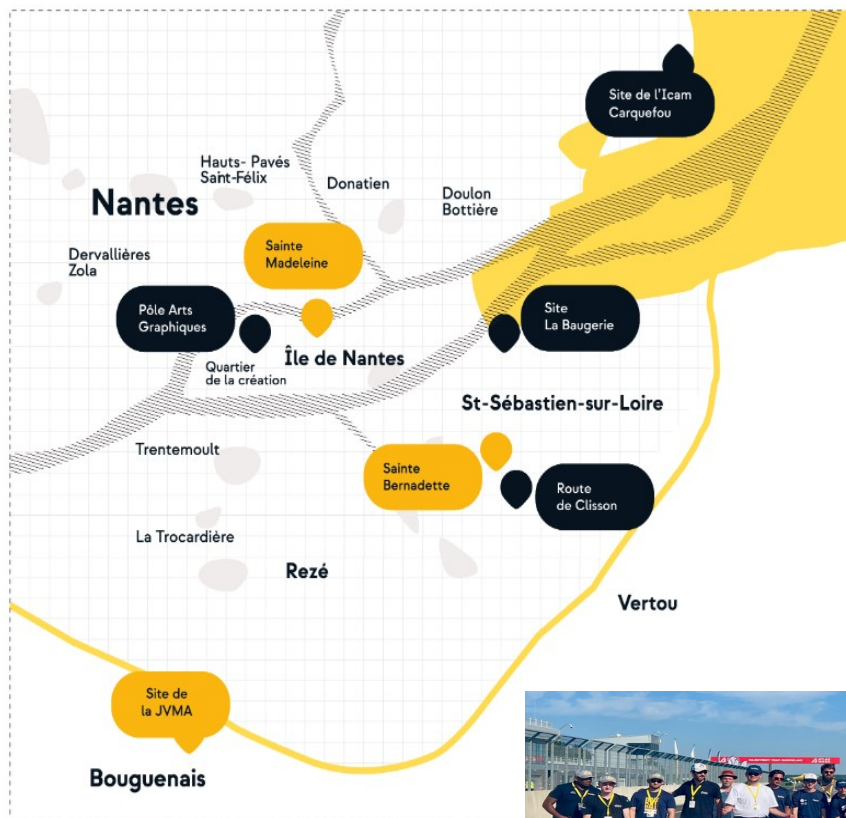 Site de l'Icam
Carquefou
Hauts- Pavés
Saint-Félix
Donatien
Doulon
Bottière
Nantes
Sainte
Madeleine
Dervallières
Zola
Pôle Arts
Graphiques
Site
La Baugerie
Île de Nantes
Quartier
de la création
St-Sébastien-sur-Loire
Trentemoult
Sainte
Bernadette
Route
de Clisson
La Trocardière
Rezé
Vertou
Site de
la JVMA
Bouguenais